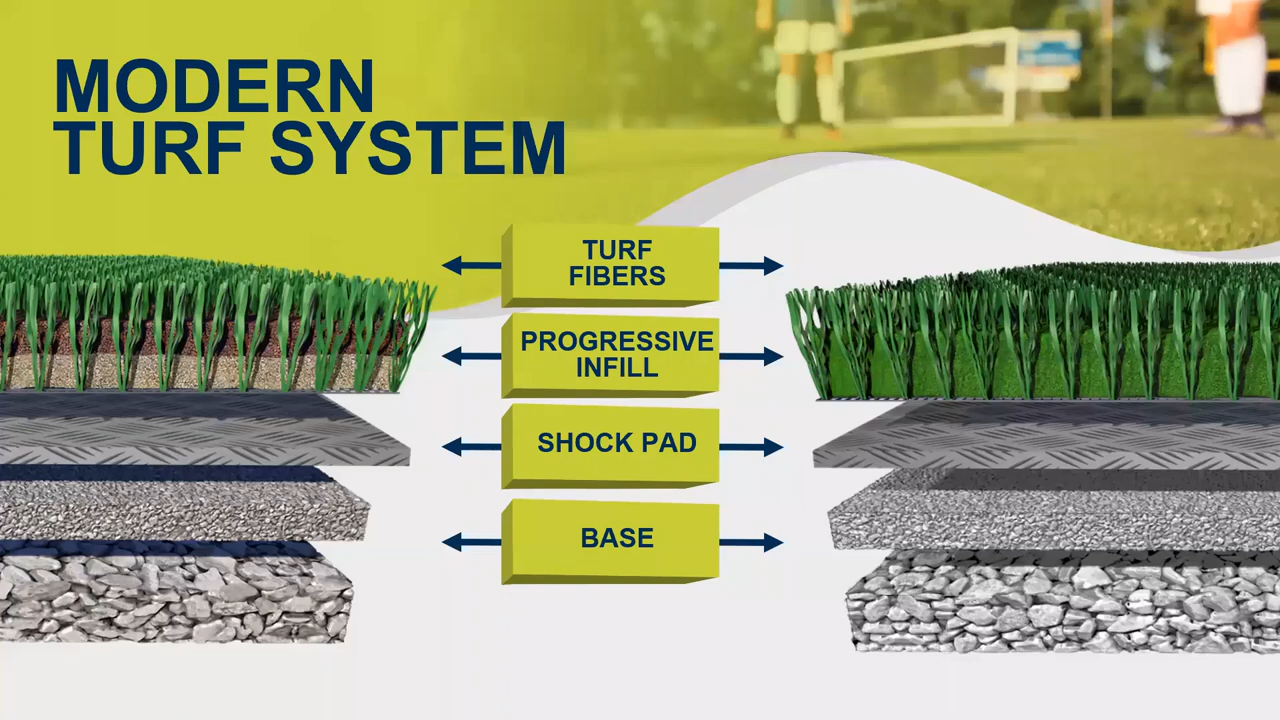 MODERN
TURF SYSTEM
TURF
FIBERS
PROGRESSIVE
INFILL
SHOCK PAD
BASE